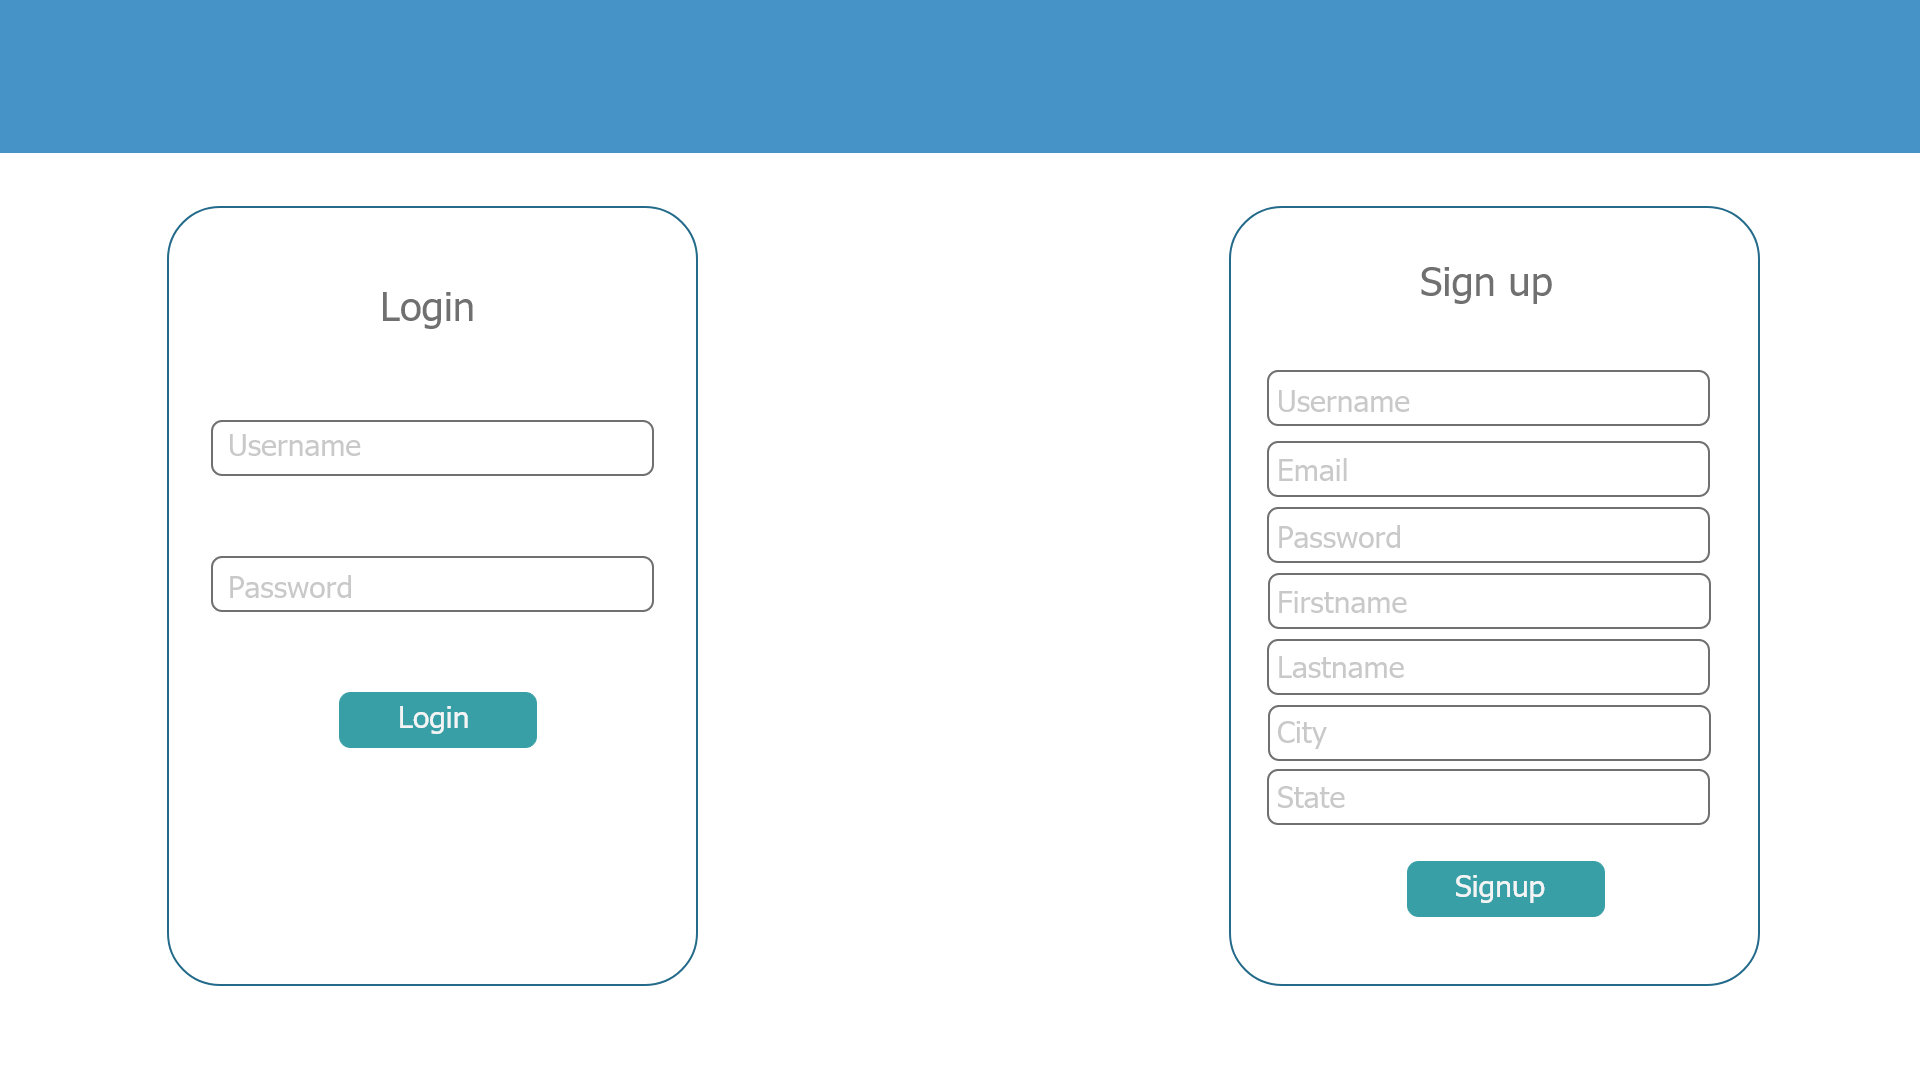 Login
Username
Password
Login
Sign up
Username
Email
Password
Firstname
Lastname
City
State
Signup